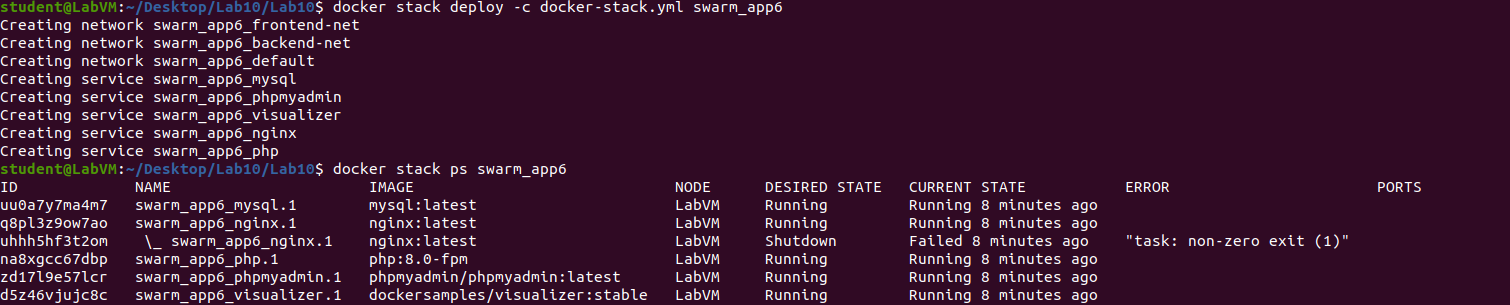 student@LabVM:~/Desktop/Lab10/Lab10$ docker stack deploy -c docker-stack.yml swarm_app6
Creating network swarm_app6_frontend-net
Creating network swarm_app6_backend-net
Creating network swarm_app6_default
Creating service swarm_app6_mysql
Creating service swarm_app6_phpmyadmin
Creating service swarm_app6_visualizer
Creating service swarm_app6_nginx
Creating service swarm_app6_php
student@LabVM:~/Desktop/Lab10/Lab10$ docker stack ps swarm_app6
ID NAME IMAGE NODE DESIRED STATE CURRENT STATE ERROR PORTS
uu0a7y7ma4m7 swarm_app6_mysql.1 mysql:latest LabVM Running Running 8 minutes ago
q8pl3z9ow7ao swarm_app6_nginx.1 nginx:latest LabVM Running Running 8 minutes ago
uhhh5hf3t2om \_ swarm_app6_nginx.1 nginx:latest LabVM Shutdown Failed 8 minutes ago "task: non-zero exit (1)"
na8xgcc67dbp swarm_app6_php.1 php:8.0-fpm LabVM Running Running 8 minutes ago
zd17l9e57lcr swarm_app6_phpmyadmin.1 phpmyadmin/phpmyadmin:latest LabVM Running Running 8 minutes ago
d5z46vjujc8c swarm_app6_visualizer.1 dockersamples/visualizer:stable LabVM Running Running 8 minutes ago